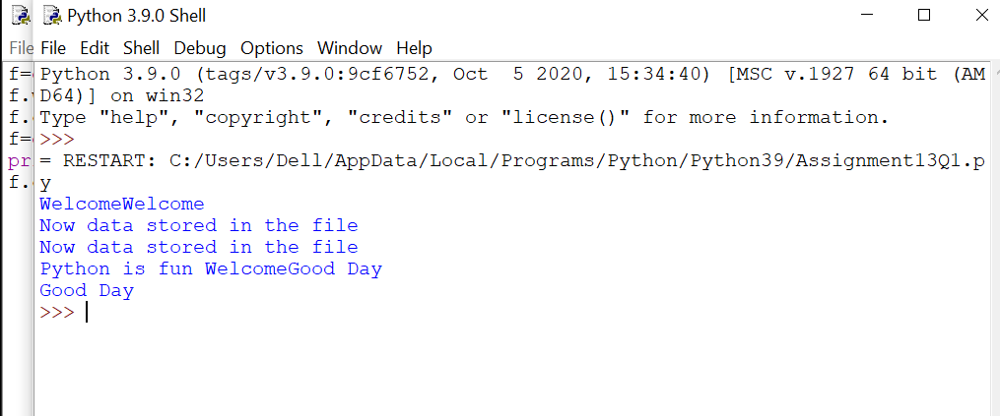 Python 3.9.0 Shell
File File Edit Shell Debug Options Window Help
f= Python 3.9.0 (tags/v3.9.0:9cf6752, Oct  5 2020, 15:34:40) [MSC v.1927 64 bit (AM
f. D64)] on win32
f. Type "help", "copyright", "credits" or "license()" for more information.
f= >>>
pr = RESTART: C:/Users/Dell/AppData/Local/Programs/Python/Python39/Assignment13Q1.p
f. y
WelcomeWelcome
Now data stored in the file
Now data stored in the file
Python is fun WelcomeGood Day
Good Day
>>>